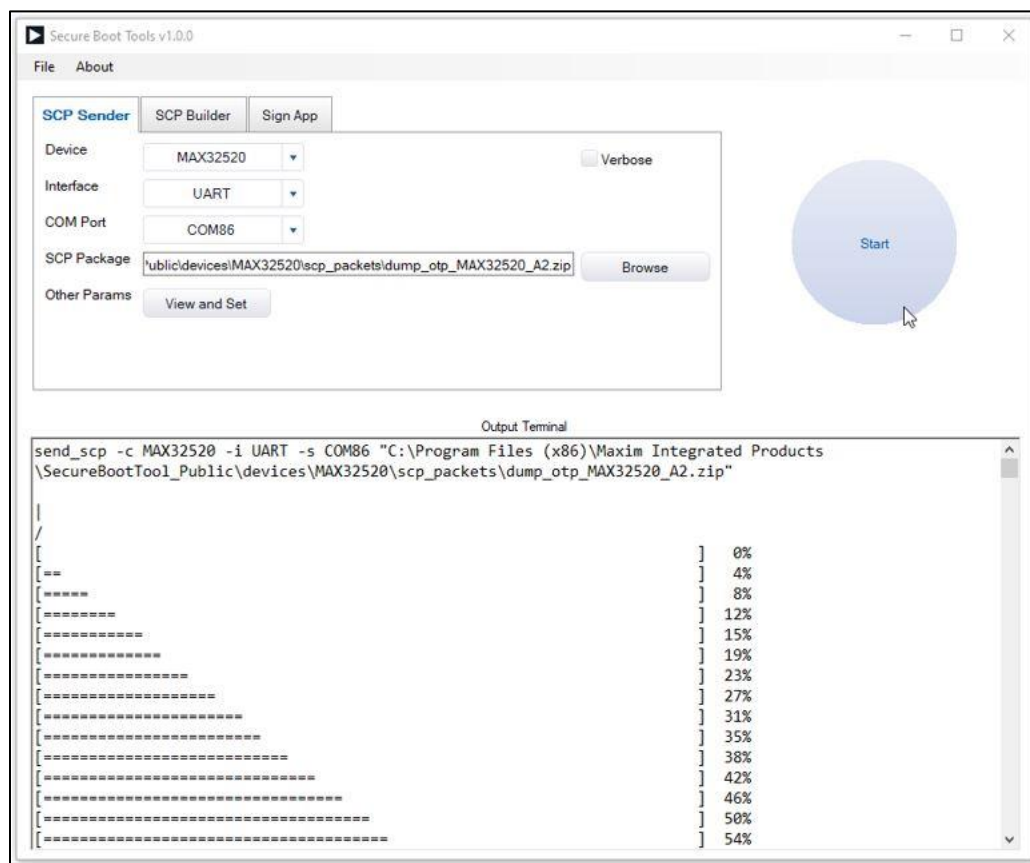 Secure Boot Tools v1.0.0
File About
SCP Sender SCP Builder Sign App
Device MAX32520 Verbose
Interface UART
COM Port COM86
Start
SCP Package 'ublic\devices\MAX32520\scp_packets\dump_otp_MAX32520_A2.zip Browse
Other Params View and Set
Output Terminal
send_scp -c MAX32520 -i UART -s COM86 "C:\Program Files (x86)\Maxim Integrated Products
\SecureBootTool_Public\devices\MAX32520\scp_packets\dump_otp_MAX32520_A2.zip"
|
/
[ ] 0%
[== ] 4%
[===== ] 8%
[======== ] 12%
[=========== ] 15%
[============= ] 19%
[================ ] 23%
[=================== ] 27%
[====================== ] 31%
[======================== ] 35%
[=========================== ] 38%
[============================== ] 42%
[================================= ] 46%
[==================================== ] 50%
[====================================== ] 54%